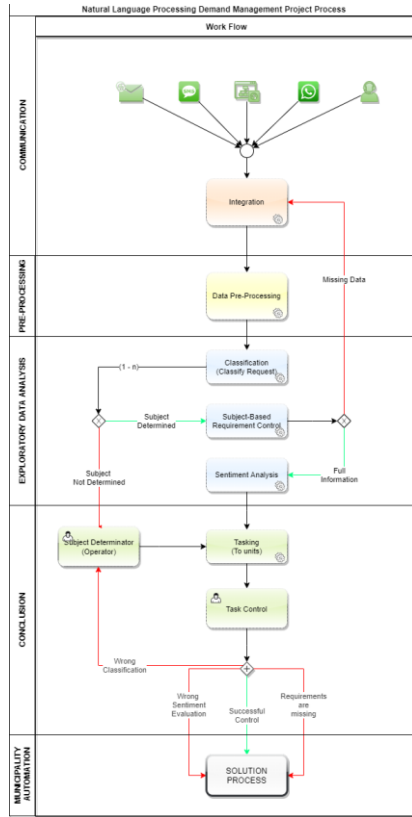 Natural Language Processing Demand Management Project Process
Work Flow
COMMUNICATION
SMS
Integration
Missing Data
PRE-PROCESSING
Data Pre-Processing
EXPLORATORY DATA ANALYSIS
Classification
(Classify Request)
(1 - n)
Subject
Determined
Subject-Based
Requirement Control
Subject
Not Determined
Sentiment Analysis
Full
Information
CONCLUSION
Subject Determinator
(Operator)
Tasking
(To units)
Task Control
Wrong
Classification
Wrong
Sentiment
Evaluation
Successful
Control
Requirements
are
missing
MUNICIPALITY
AUTOMATION
SOLUTION
PROCESS